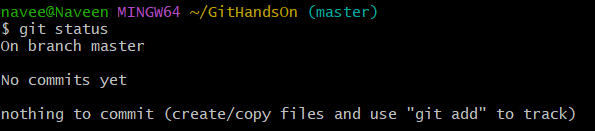 navee@Naveen MINGW64 ~/GitHandsOn (master)
$ git status
On branch master
No commits yet
nothing to commit (create/copy files and use "git add" to track)